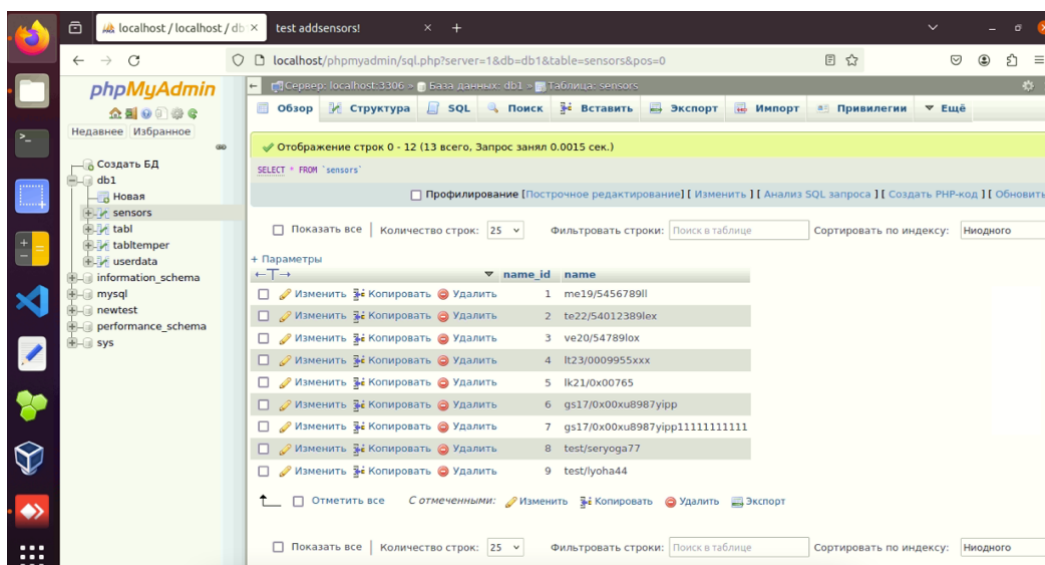 localhost / localhost / db
test addsensors!
localhost/phpmyadmin/sql.php?server=1&db=db1&table=sensors&pos=0
phpMyAdmin
Недавнее Избранное
Создать БД
db1
Новая
sensors
tabl
tabltemper
userdata
information_schema
mysql
newtest
performance_schema
sys
Сервер: localhost:3306 » База данных: db1 » Таблица: sensors
Обзор Структура SQL Поиск Вставить Экспорт Импорт Привилегии Ещё
Отображение строк 0 - 12 (13 всего, Запрос занял 0.0015 сек.)
SELECT * FROM `sensors`
Профилирование [Построчное редактирование] [ Изменить ] [ Анализ SQL запроса ] [ Создать PHP-код ] [ Обновить
Показать все | Количество строк: 25 Фильтровать строки: Поиск в таблице Сортировать по индексу: Ниодного
+ Параметры
←T→ name_id name
Изменить Копировать Удалить 1 me19/5456789ll
Изменить Копировать Удалить 2 te22/54012389lex
Изменить Копировать Удалить 3 ve20/54789lox
Изменить Копировать Удалить 4 lt23/0009955xxx
Изменить Копировать Удалить 5 lk21/0x00765
Изменить Копировать Удалить 6 gs17/0x00xu8987yipp
Изменить Копировать Удалить 7 gs17/0x00xu8987yipp11111111111
Изменить Копировать Удалить 8 test/seryoga77
Изменить Копировать Удалить 9 test/lyoha44
Отметить все С отмеченными: Изменить Копировать Удалить Экспорт
Показать все | Количество строк: 25 Фильтровать строки: Поиск в таблице Сортировать по индексу: Ниодного